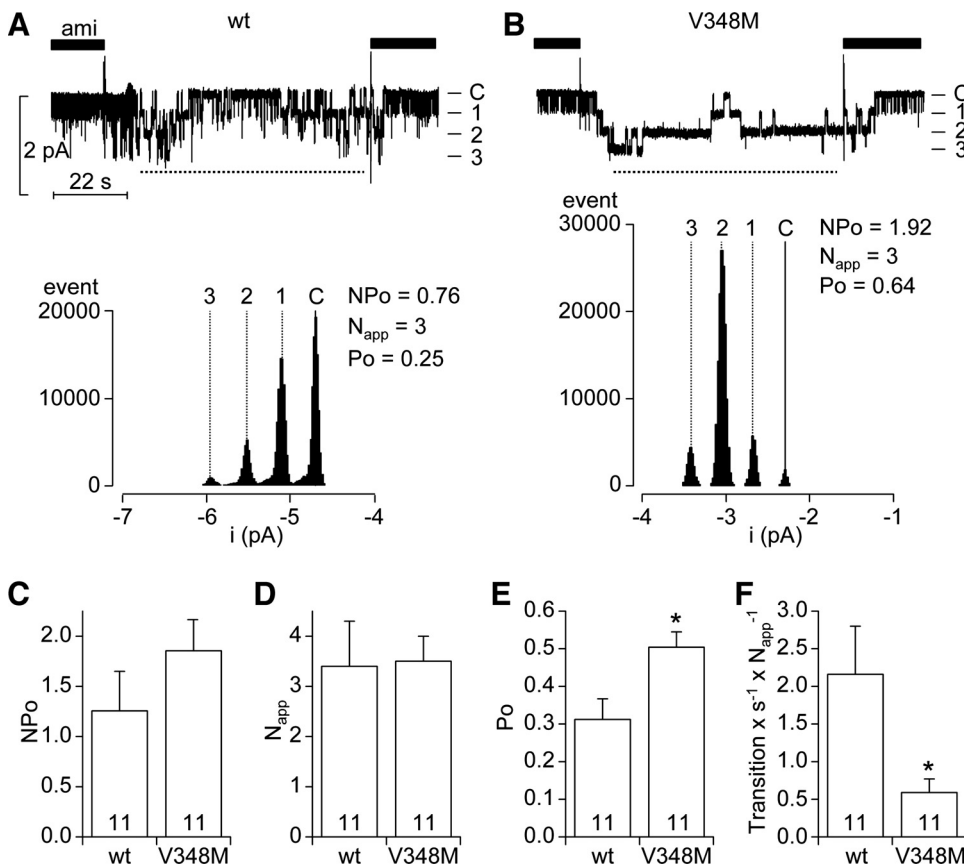 A
wt
ami
C
1
2
3
2 pA
22 s
event
20000
10000
0
3 2 1 C
NPo = 0.76
Napp = 3
Po = 0.25
-7 -6 -5 -4
i (pA)
B
V348M
C
1
2
3
event
30000
20000
10000
0
3 2 1 C
NPo = 1.92
Napp = 3
Po = 0.64
-4 -3 -2 -1
i (pA)
C
NPo
2.0
1.5
1.0
0.5
0.0
11 11
wt V348M
D
Napp
4
3
2
1
0
11 11
wt V348M
E
Po
0.6
0.5
0.4
0.3
0.2
0.1
0.0
*
11 11
wt V348M
F
Transition x s-1 x Napp-1
3.0
2.5
2.0
1.5
1.0
0.5
0.0
*
11 11
wt V348M